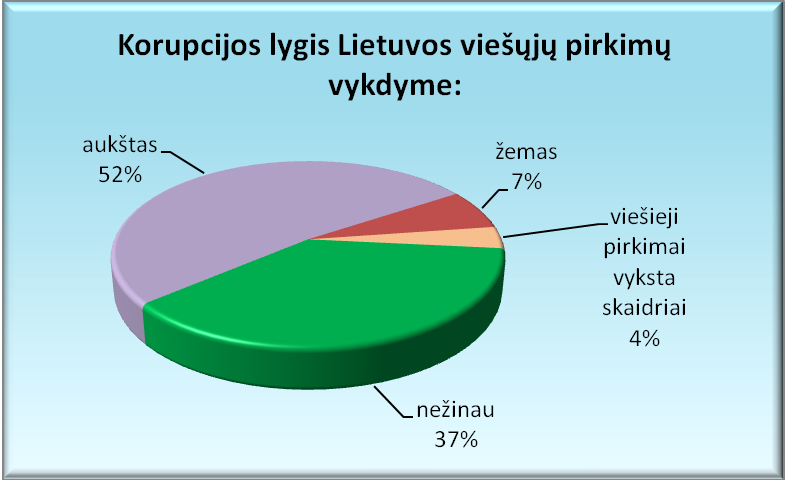 Korupcijos lygis Lietuvos viešųjų pirkimų
vykdyme:
aukštas
52%
žemas
7%
viešieji
pirkimai
vyksta
skaidriai
4%
nežinau
37%